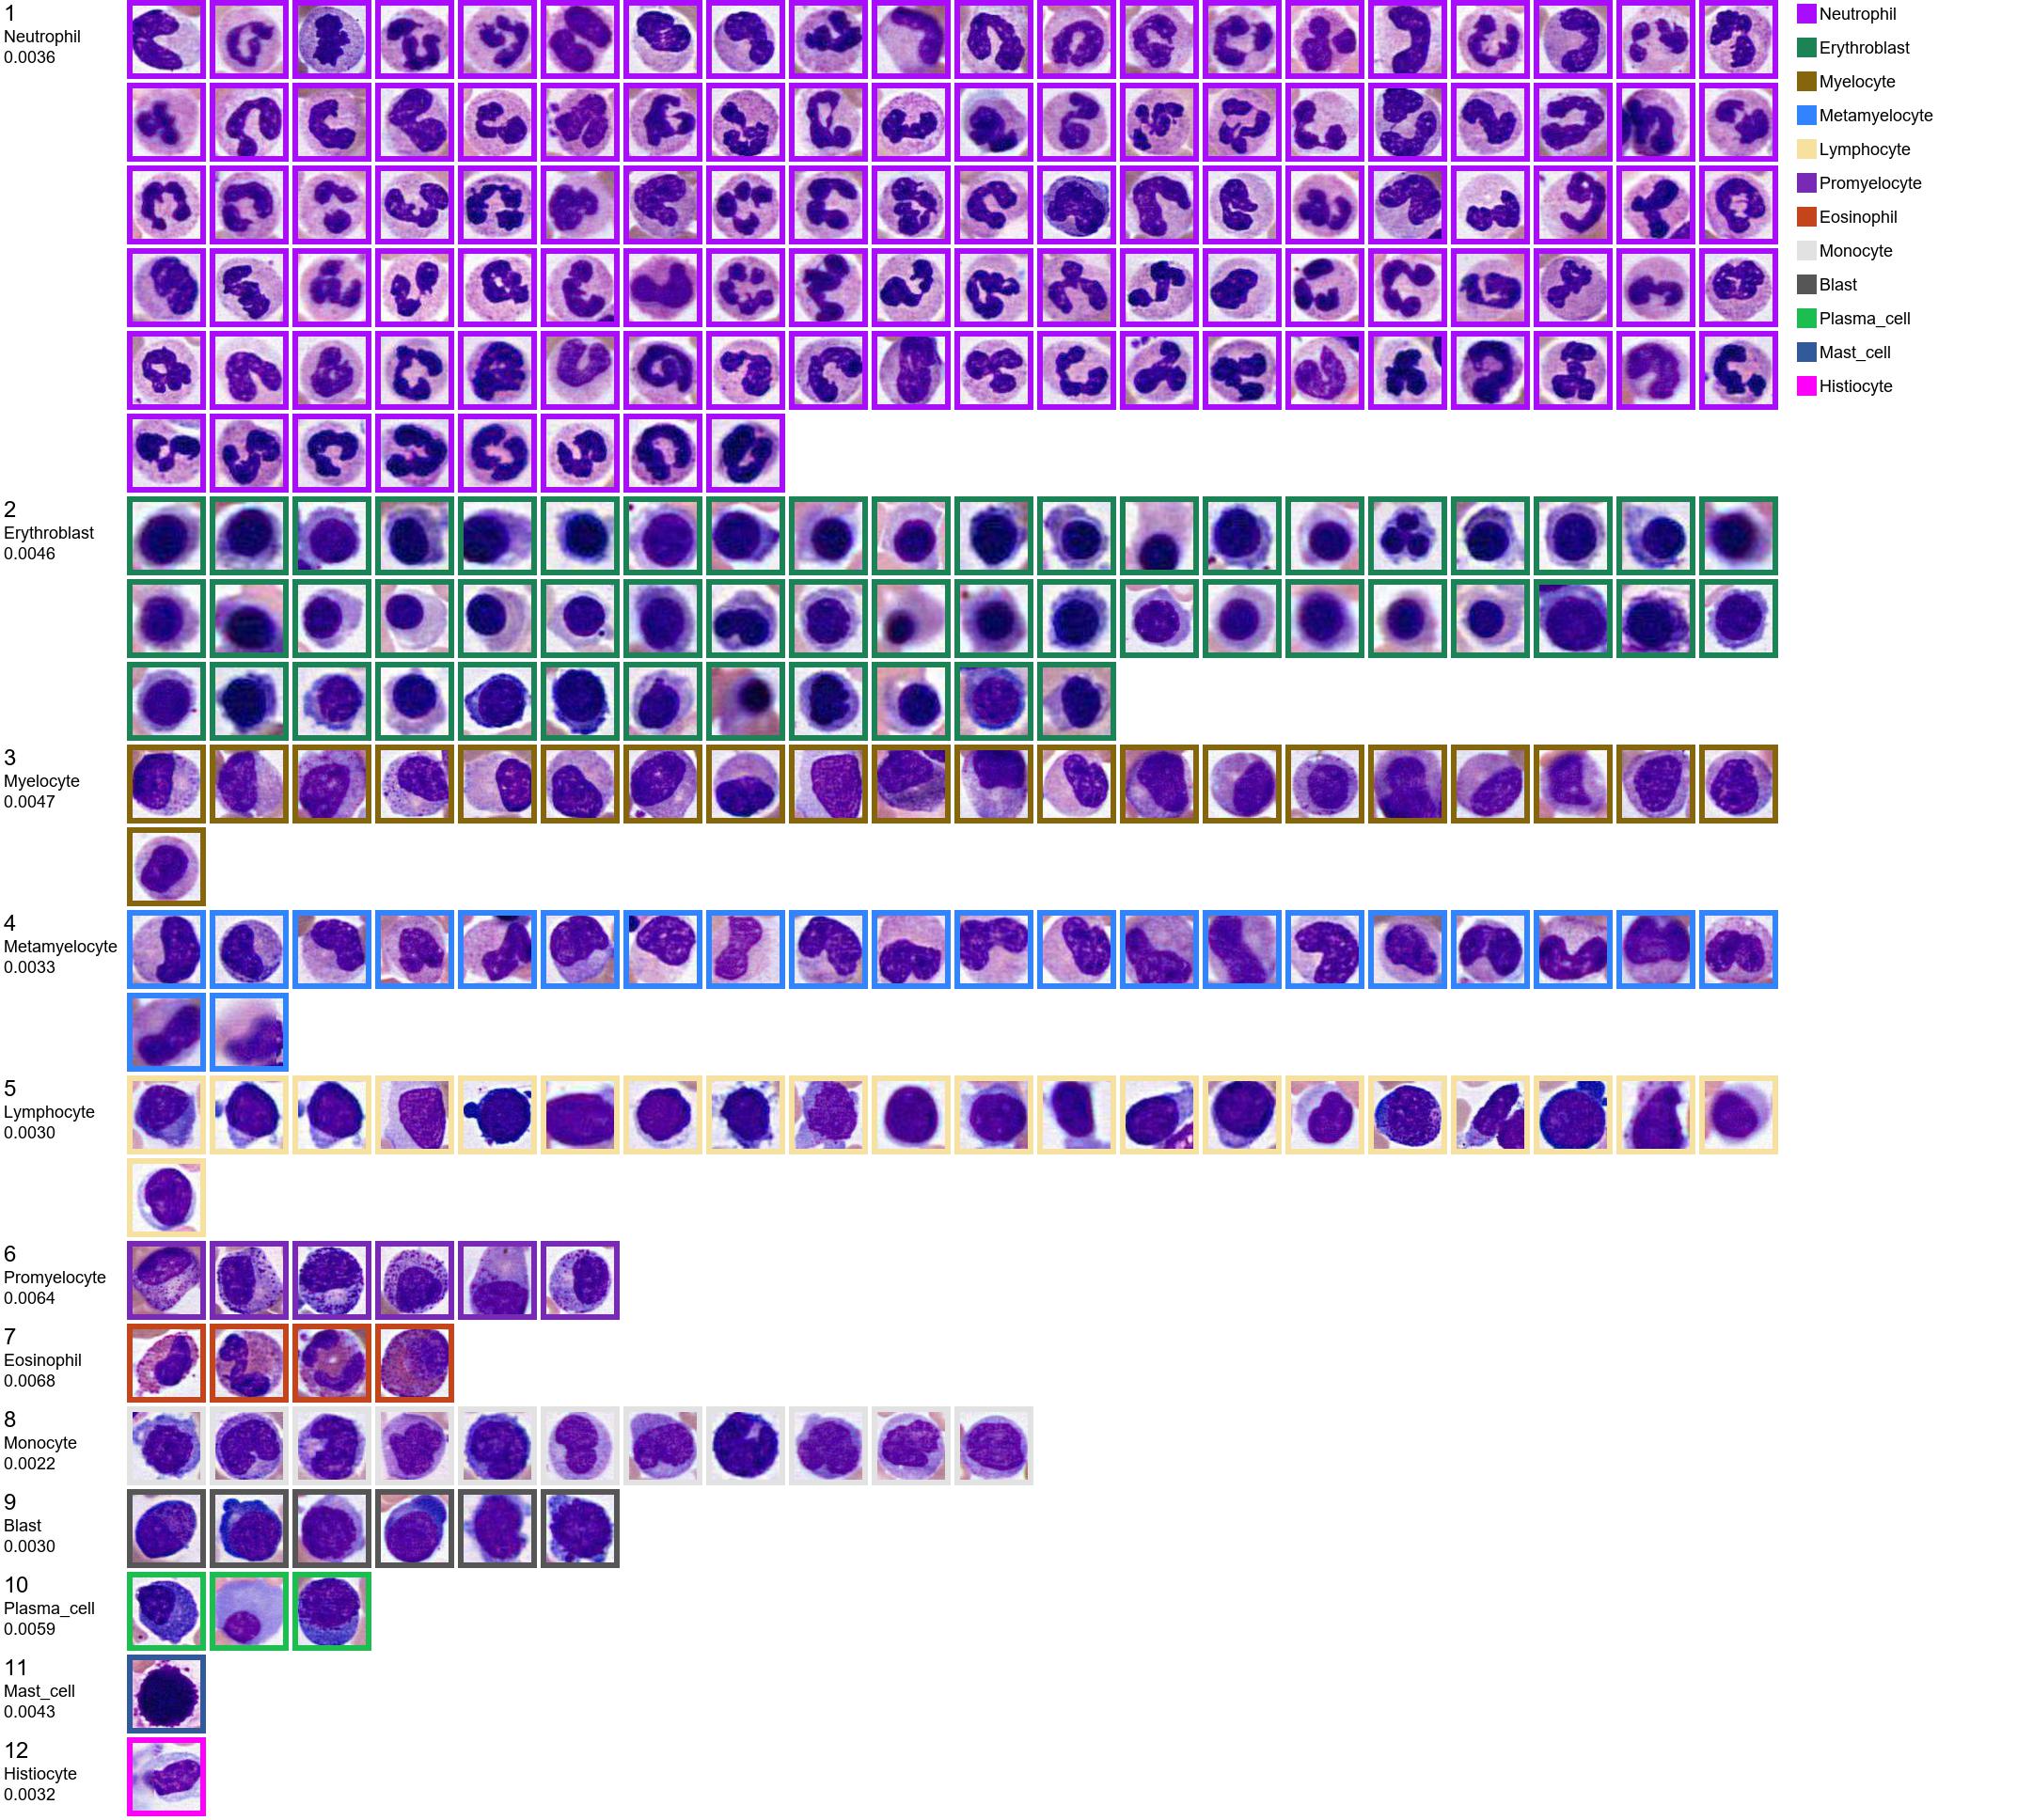 1
Neutrophil
0.0036
2
Erythroblast
0.0046
3
Myelocyte
0.0047
4
Metamyelocyte
0.0033
5
Lymphocyte
0.0030
6
Promyelocyte
0.0064
7
Eosinophil
0.0068
8
Monocyte
0.0022
9
Blast
0.0030
10
Plasma_cell
0.0059
11
Mast_cell
0.0043
12
Histiocyte
0.0032
Neutrophil
Erythroblast
Myelocyte
Metamyelocyte
Lymphocyte
Promyelocyte
Eosinophil
Monocyte
Blast
Plasma_cell
Mast_cell
Histiocyte